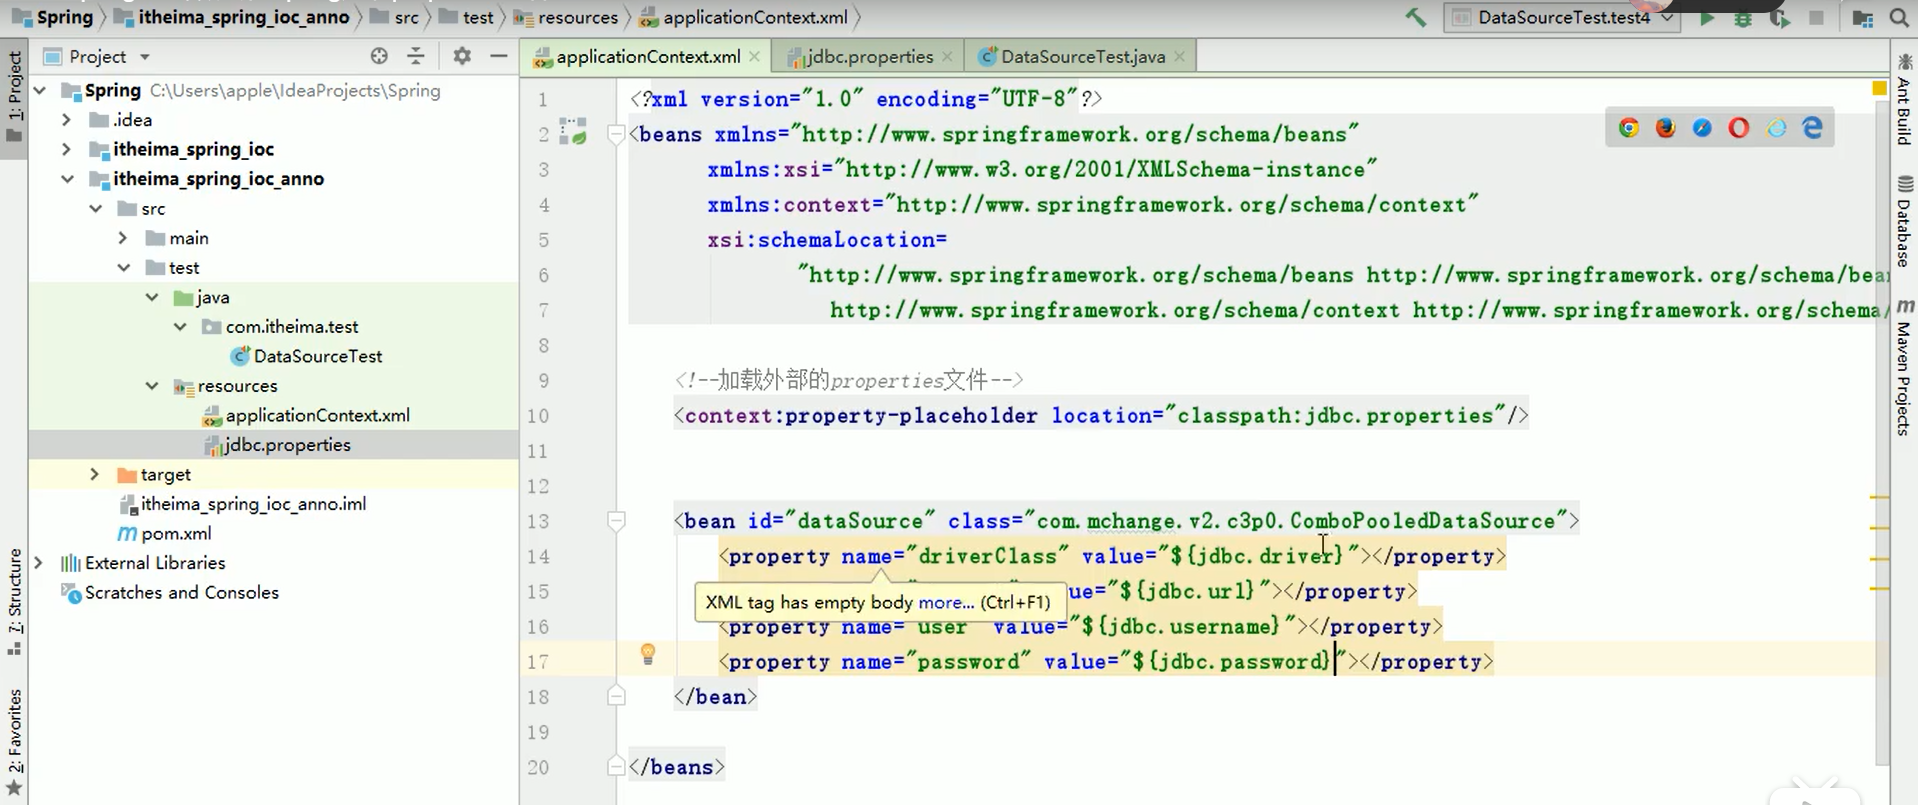 Spring itheima_spring_ioc_anno src test resources applicationContext.xml DataSourceTest.test4
1: Project
7: Structure
2: Favorites
Project
Spring C:\Users\apple\IdeaProjects\Spring
.idea
itheima_spring_ioc
itheima_spring_ioc_anno
src
main
test
java
com.itheima.test
DataSourceTest
resources
applicationContext.xml
jdbc.properties
target
itheima_spring_ioc_anno.iml
pom.xml
External Libraries
Scratches and Consoles
applicationContext.xml jdbc.properties DataSourceTest.java
1 <?xml version="1.0" encoding="UTF-8"?>
2 <beans xmlns="http://www.springframework.org/schema/beans"
3 xmlns:xsi="http://www.w3.org/2001/XMLSchema-instance"
4 xmlns:context="http://www.springframework.org/schema/context"
5 xsi:schemaLocation=
6 "http://www.springframework.org/schema/beans http://www.springframework.org/schema/bea
7 http://www.springframework.org/schema/context http://www.springframework.org/schema/
8
9 <!--加载外部的properties文件-->
10 <context:property-placeholder location="classpath:jdbc.properties"/>
11
12
13 <bean id="dataSource" class="com.mchange.v2.c3p0.ComboPooledDataSource">
14 <property name="driverClass" value="${jdbc.driver}"></property>
15 ue="${jdbc.url}"></property>
XML tag has empty body more... (Ctrl+F1)
16 <property name="user" value="${jdbc.username}"></property>
17 <property name="password" value="${jdbc.password}"></property>
18 </bean>
19
20 </beans>
Ant Build
Database
Maven Projects